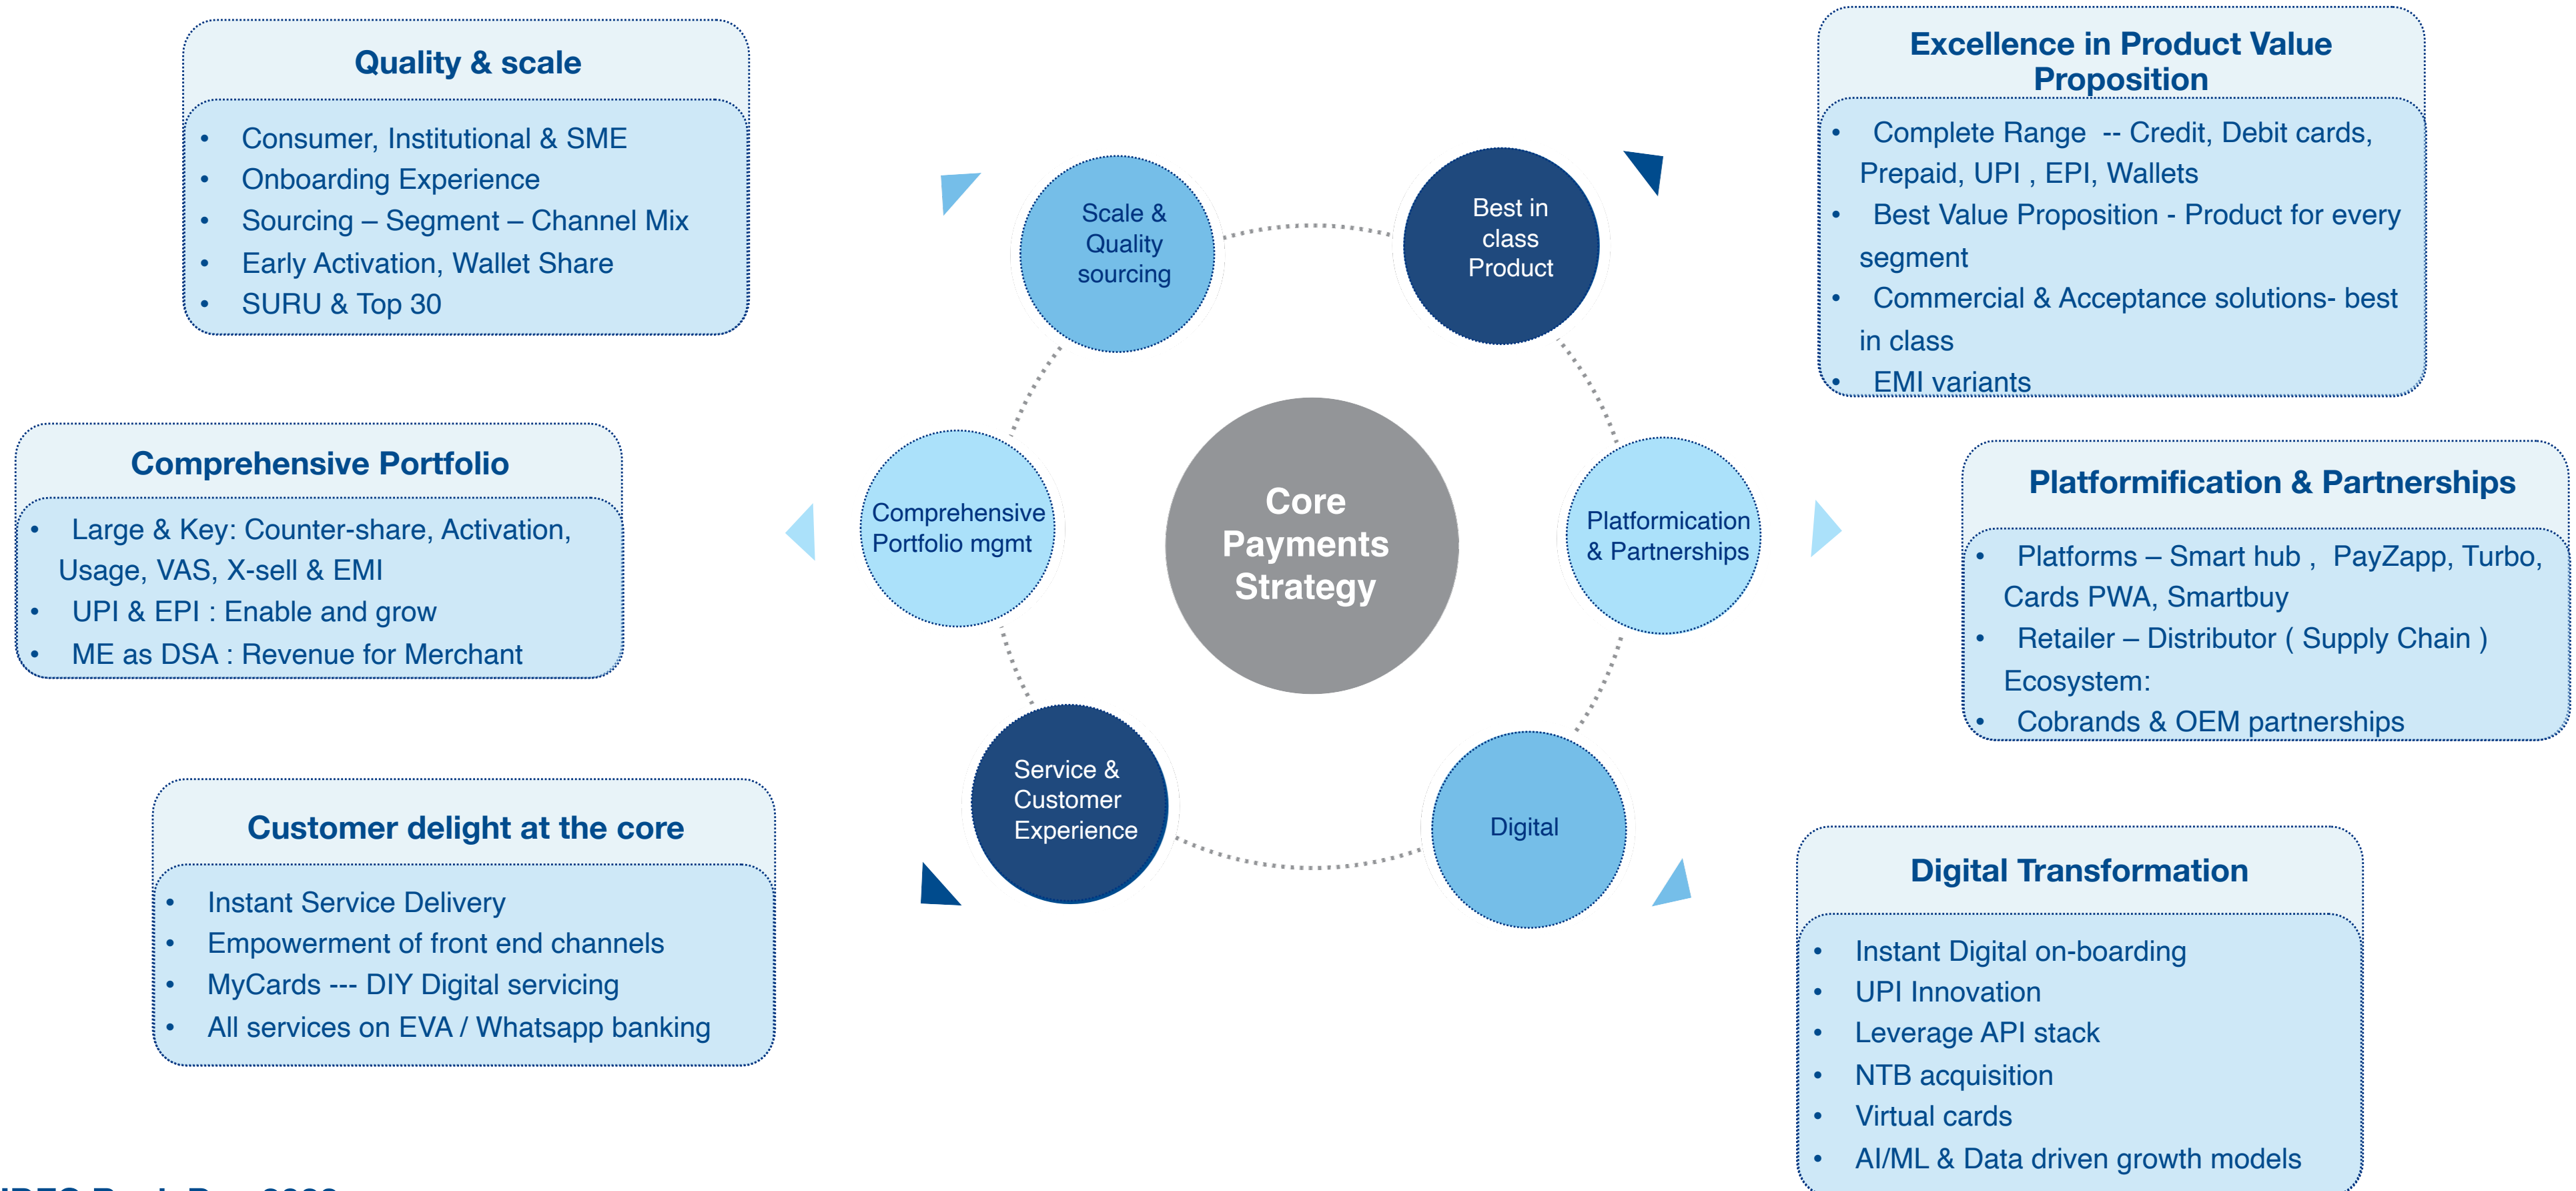 Quality & scale
• Consumer, Institutional & SME
• Onboarding Experience
• Sourcing – Segment – Channel Mix
• Early Activation, Wallet Share
• SURU & Top 30
Excellence in Product Value
Proposition
• Complete Range -- Credit, Debit cards,
Prepaid, UPI , EPI, Wallets
• Best Value Proposition - Product for every
segment
• Commercial & Acceptance solutions- best
in class
• EMI variants
Scale &
Quality
sourcing
Best in
class
Product
Comprehensive Portfolio
• Large & Key: Counter-share, Activation,
Usage, VAS, X-sell & EMI
• UPI & EPI : Enable and grow
• ME as DSA : Revenue for Merchant
Comprehensive
Portfolio mgmt
Core
Payments
Strategy
Platformication
& Partnerships
Platformification & Partnerships
• Platforms – Smart hub , PayZapp, Turbo,
Cards PWA, Smartbuy
• Retailer – Distributor ( Supply Chain )
Ecosystem:
• Cobrands & OEM partnerships
Service &
Customer
Experience
Digital
Customer delight at the core
• Instant Service Delivery
• Empowerment of front end channels
• MyCards --- DIY Digital servicing
• All services on EVA / Whatsapp banking
Digital Transformation
• Instant Digital on-boarding
• UPI Innovation
• Leverage API stack
• NTB acquisition
• Virtual cards
• AI/ML & Data driven growth models